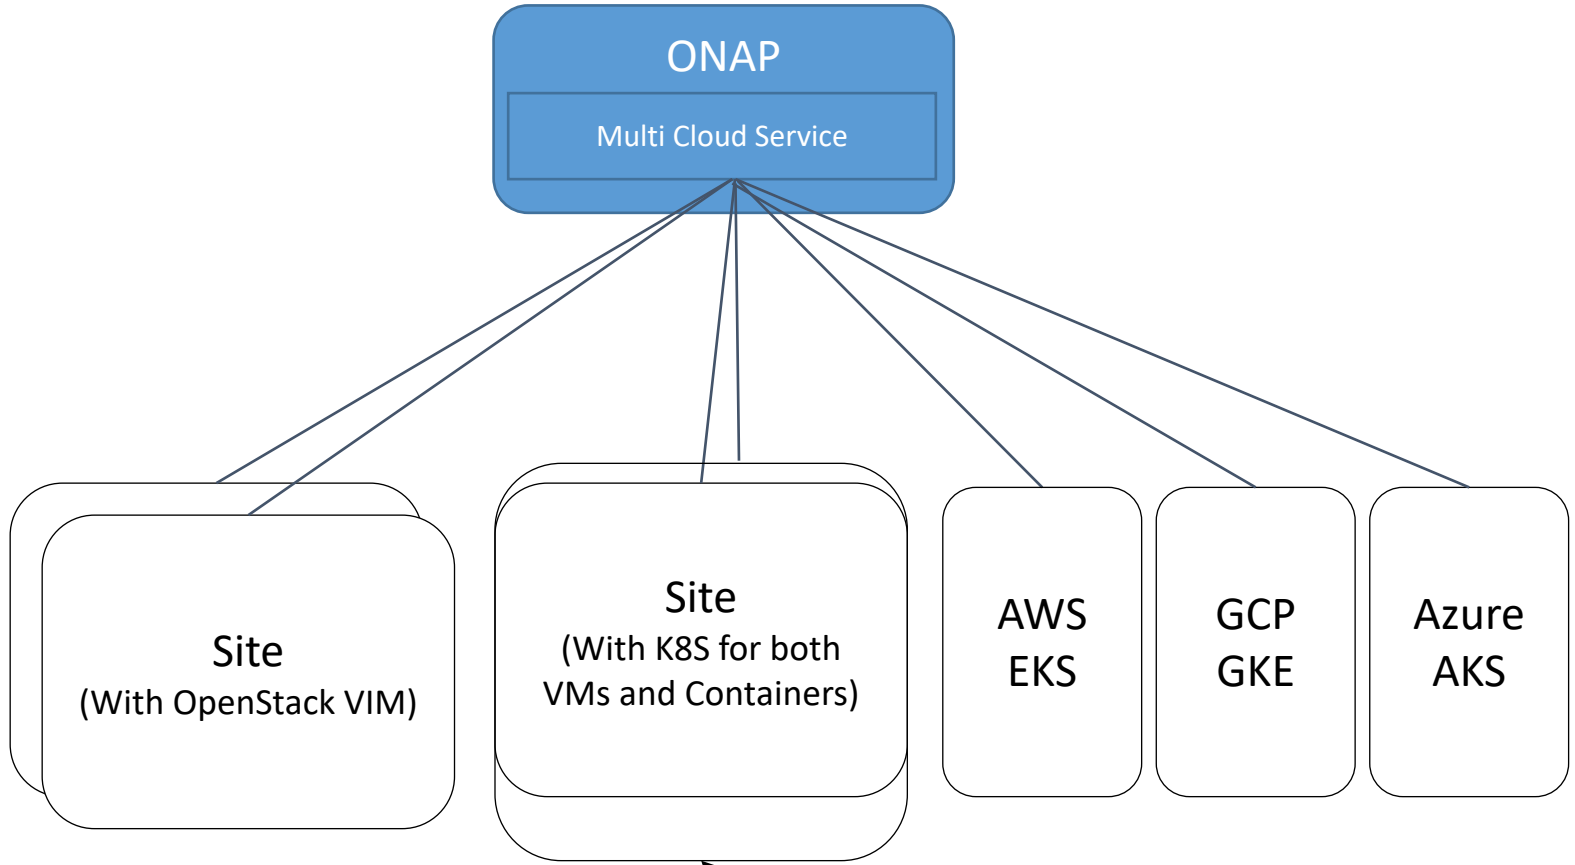 ONAP
Multi Cloud Service
Site
(With OpenStack VIM)
Site
(With K8S for both
VMs and Containers)
AWS
EKS
GCP
GKE
Azure
AKS